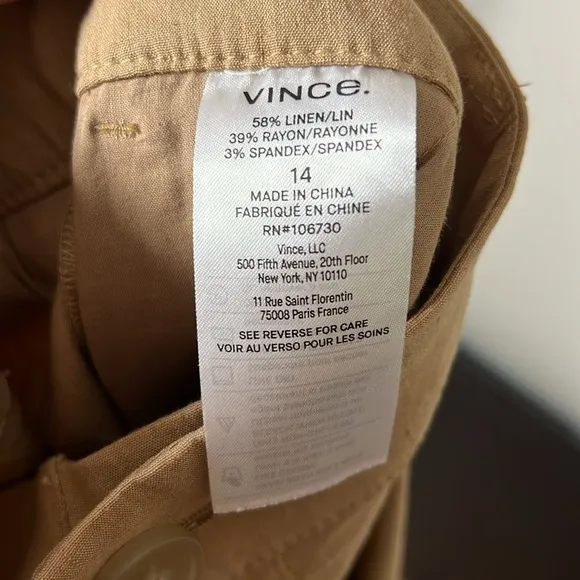 VINCE.
58% LINEN/LIN
39% RAYON/RAYONNE
3% SPANDEX/SPANDEX
14
MADE IN CHINA
FABRIQUÉ EN CHINE
RN#106730
Vince, LLC
500 Fifth Avenue, 20th Floor
New York, NY 10110
11 Rue Saint Florentin
75008 Paris France
SEE REVERSE FOR CARE
VOIR AU VERSO POUR LES SOINS